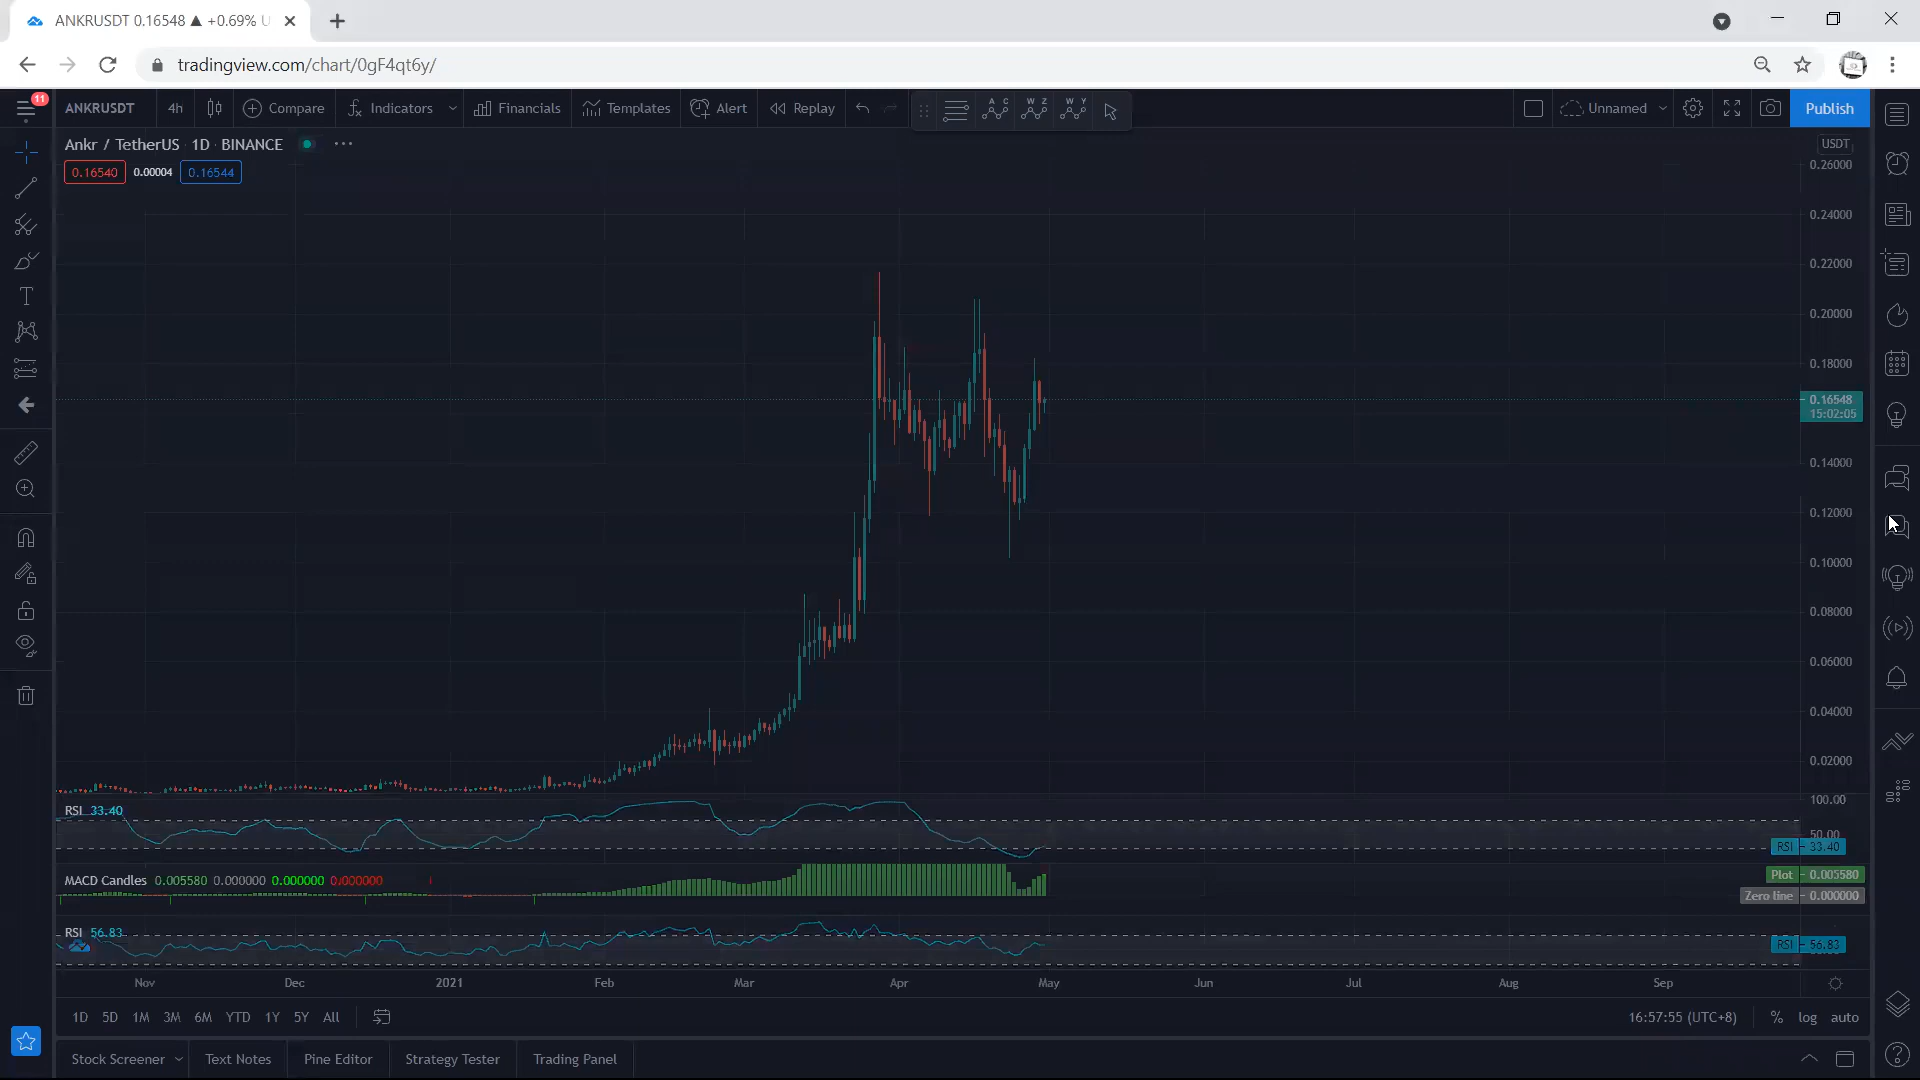 ANKRUSDT 0.16548 ▲ +0.69% U
tradingview.com/chart/0gF4qt6y/
11
ANKRUSDT 4h Compare Indicators Financials Templates Alert Replay A C W Z W Y Unnamed Publish
Ankr / TetherUS · 1D · BINANCE
0.16540 0.00004 0.16544
USDT
0.26000
0.24000
0.22000
0.20000
0.18000
0.16548
15:02:05
0.14000
0.12000
0.10000
0.08000
0.06000
0.04000
0.02000
RSI 33.40
100.00
50.00
RSI 33.40
MACD Candles 0.005580 0.000000 0.000000 0.000000
Plot 0.005580
Zero line 0.000000
RSI 56.83
RSI 56.83
Nov Dec 2021 Feb Mar Apr May Jun Jul Aug Sep
1D 5D 1M 3M 6M YTD 1Y 5Y All 16:57:55 (UTC+8) % log auto
Stock Screener Text Notes Pine Editor Strategy Tester Trading Panel